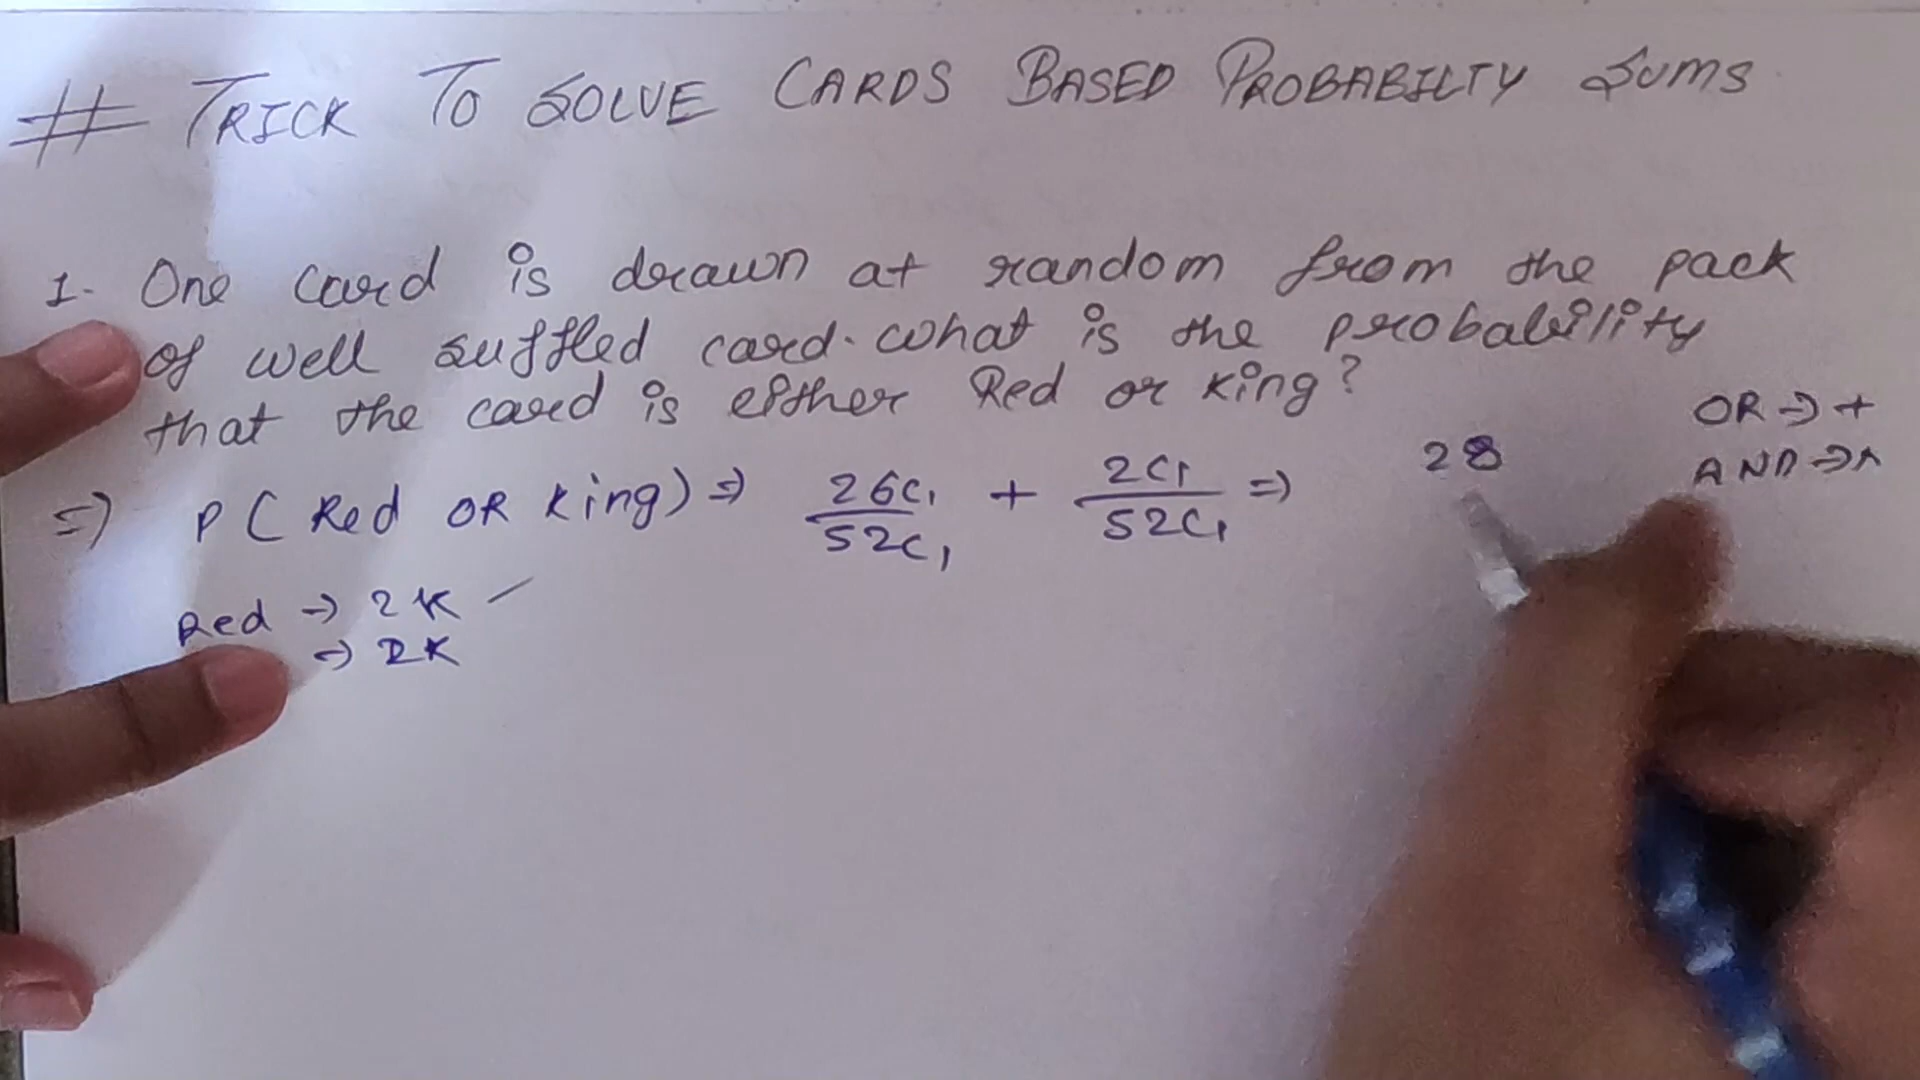 # TRICK TO SOLVE CARDS BASED PROBABILTY SUMS
1. One card is drawn at random from the pack
of well suffled card. what is the probability
that the card is either Red or King?
OR ⇒ +
AND ⇒ ×
⇒) P( Red OR King) ⇒ 26C₁/52C₁ + 2C₁/52C₁ ⇒ 28
Red → 2K
→ 2K